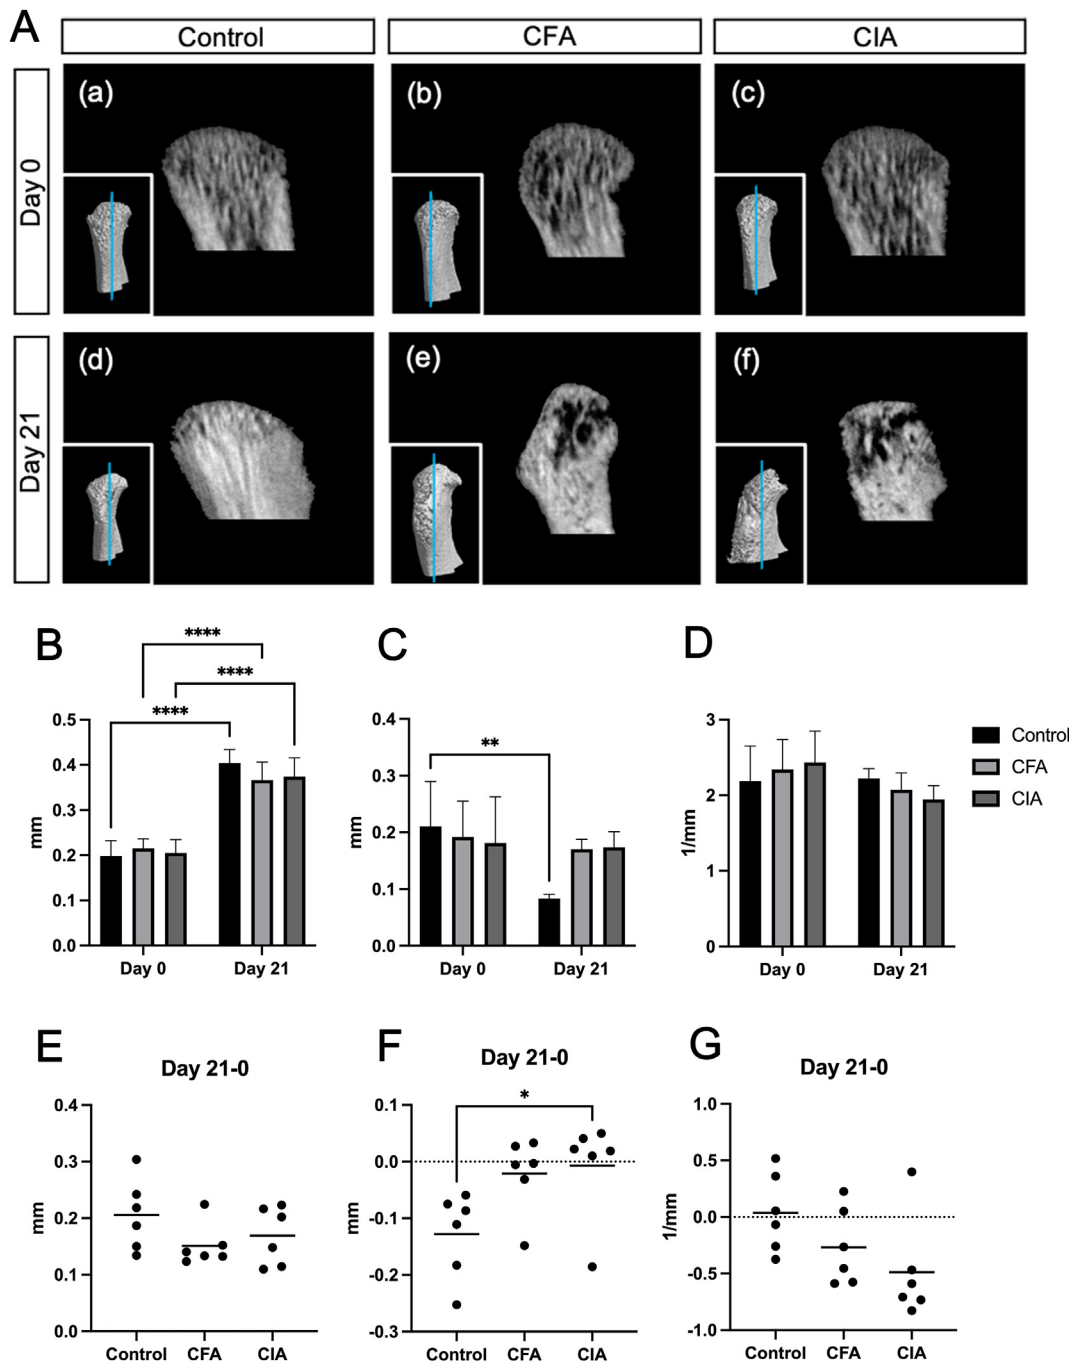 A
Control
CFA
CIA
Day 0
(a)
(b)
(c)
Day 21
(d)
(e)
(f)
B
****
****
****
0.5
0.4
0.3
0.2
0.1
0.0
mm
Day 0
Day 21
C
**
0.4
0.3
0.2
0.1
0.0
mm
Day 0
Day 21
D
3
2
1
0
1/mm
Day 0
Day 21
Control
CFA
CIA
E
Day 21-0
0.4
0.3
0.2
0.1
0.0
mm
Control
CFA
CIA
F
Day 21-0
*
0.1
0.0
-0.1
-0.2
-0.3
mm
Control
CFA
CIA
G
Day 21-0
1.0
0.5
0.0
-0.5
-1.0
1/mm
Control
CFA
CIA